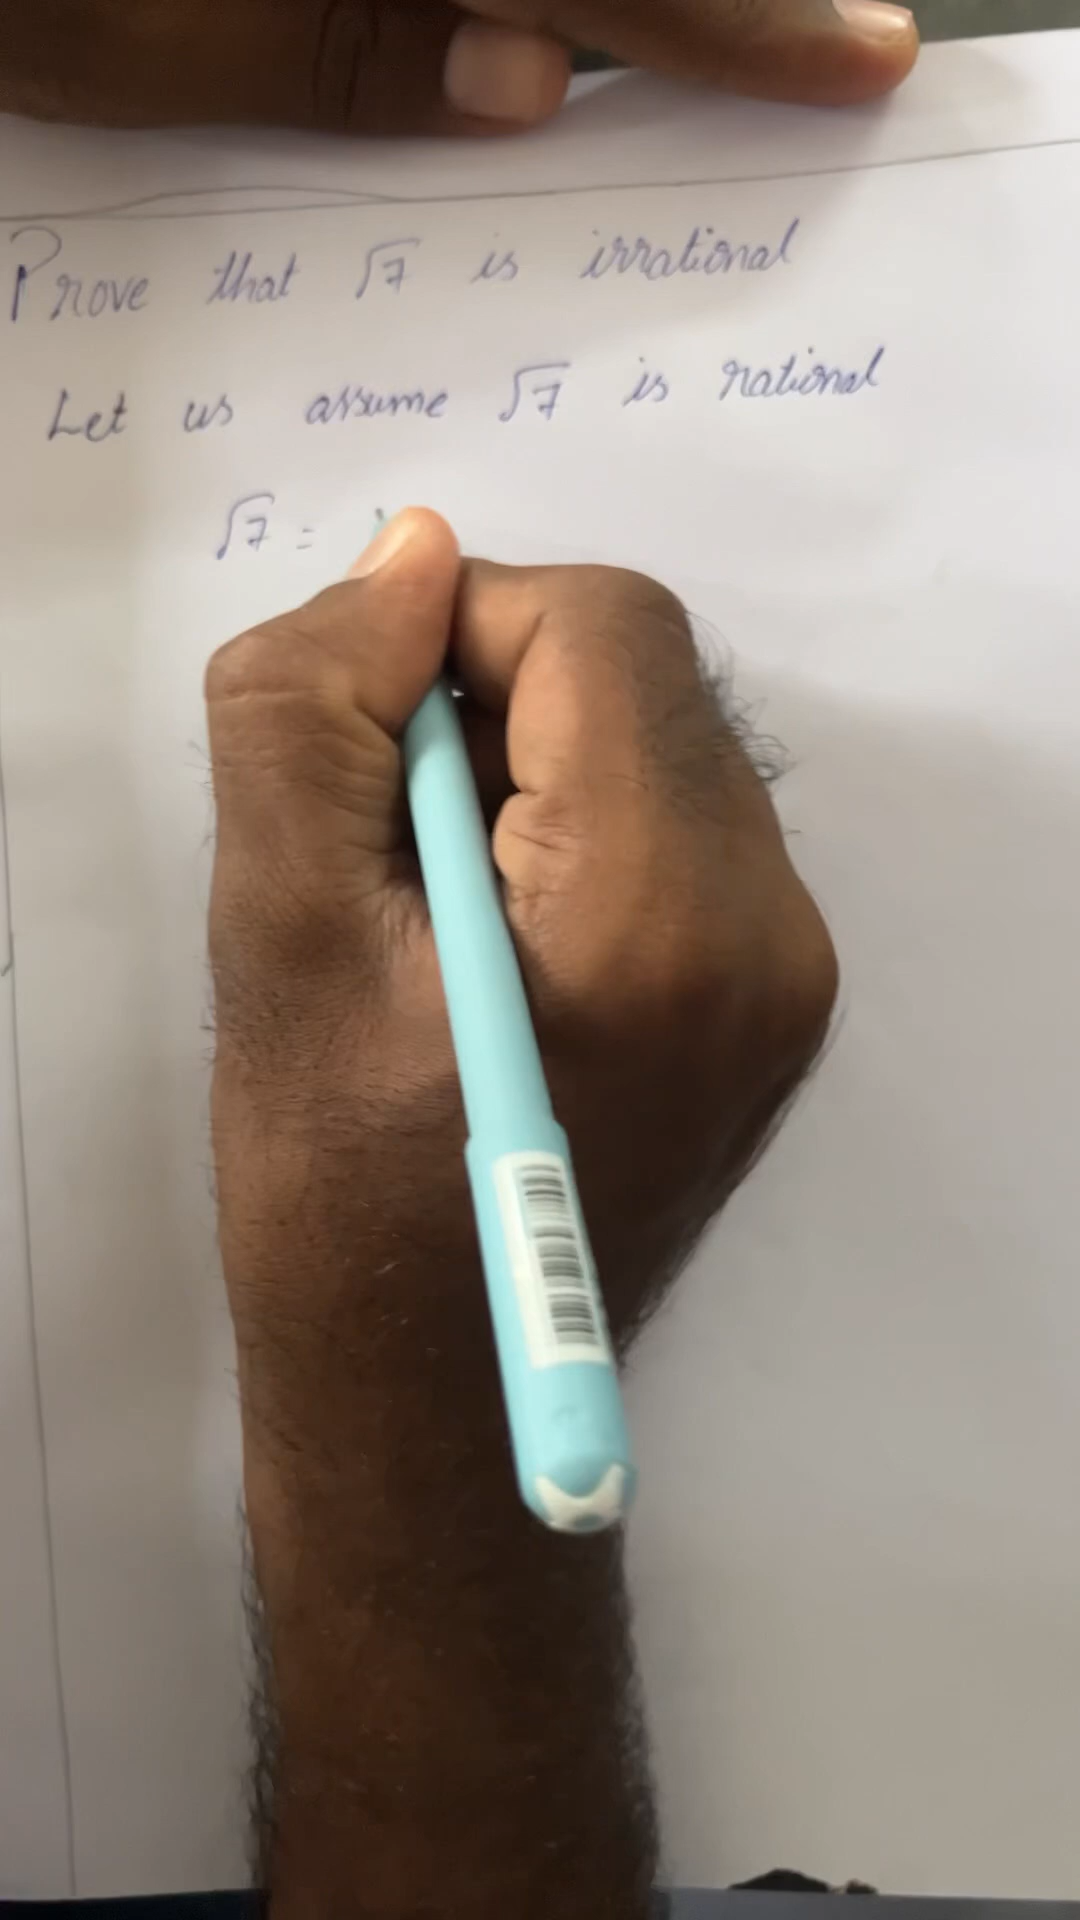 Prove that √7 is irrational
Let us assume √7 is rational
√7 =